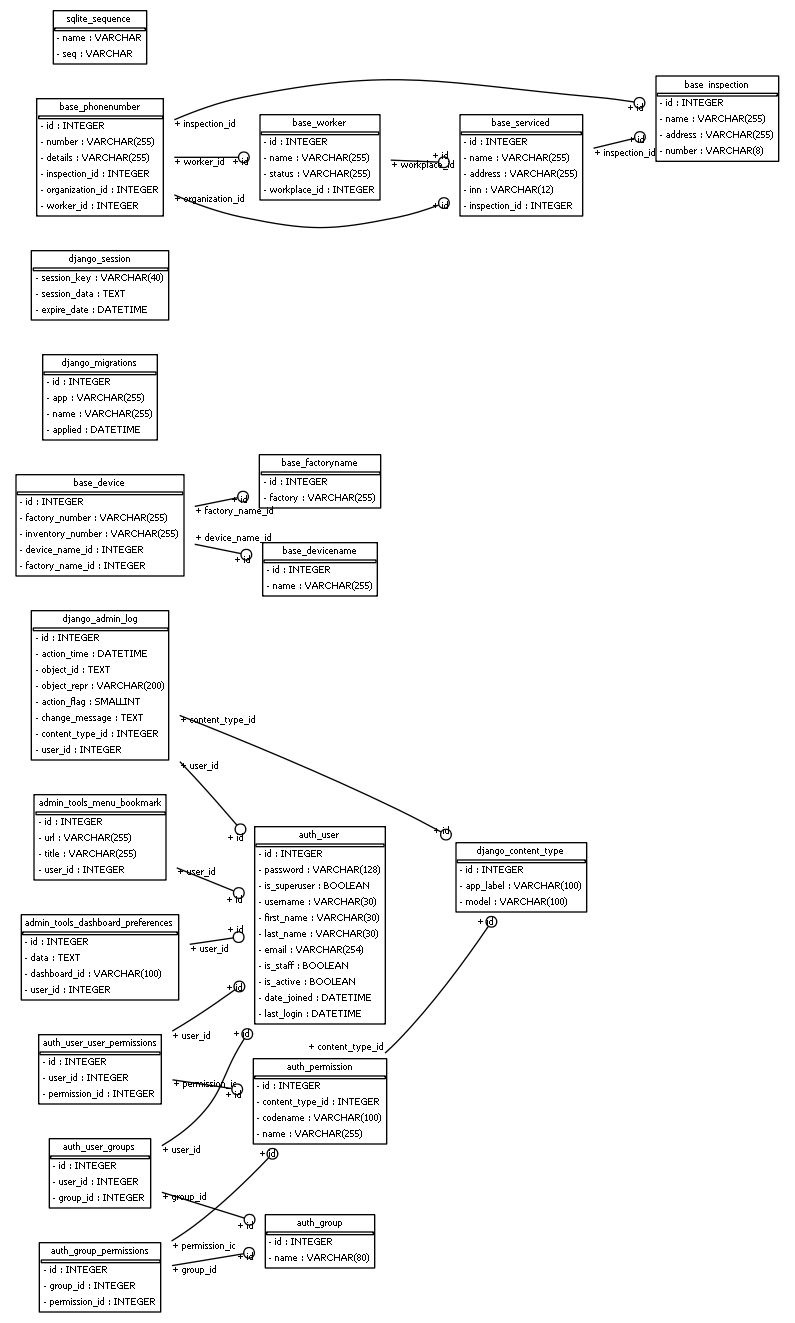 sqlite_sequence
- name : VARCHAR
- seq : VARCHAR
base_phonenumber
- id : INTEGER
- number : VARCHAR(255)
- details : VARCHAR(255)
- inspection_id : INTEGER
- organization_id : INTEGER
- worker_id : INTEGER
+ inspection_id
+ worker_id
+ id
+ organization_id
base_worker
- id : INTEGER
- name : VARCHAR(255)
- status : VARCHAR(255)
- workplace_id : INTEGER
+ workplace_id
+ id
+ id
base_serviced
- id : INTEGER
- name : VARCHAR(255)
- address : VARCHAR(255)
- inn : VARCHAR(12)
- inspection_id : INTEGER
+ inspection_id
+ id
+ id
base_inspection
- id : INTEGER
- name : VARCHAR(255)
- address : VARCHAR(255)
- number : VARCHAR(8)
django_session
- session_key : VARCHAR(40)
- session_data : TEXT
- expire_date : DATETIME
django_migrations
- id : INTEGER
- app : VARCHAR(255)
- name : VARCHAR(255)
- applied : DATETIME
base_device
- id : INTEGER
- factory_number : VARCHAR(255)
- inventory_number : VARCHAR(255)
- device_name_id : INTEGER
- factory_name_id : INTEGER
+ id
+ factory_name_id
+ device_name_id
+ id
base_factoryname
- id : INTEGER
- factory : VARCHAR(255)
base_devicename
- id : INTEGER
- name : VARCHAR(255)
django_admin_log
- id : INTEGER
- action_time : DATETIME
- object_id : TEXT
- object_repr : VARCHAR(200)
- action_flag : SMALLINT
- change_message : TEXT
- content_type_id : INTEGER
- user_id : INTEGER
+ content_type_id
+ id
+ user_id
+ id
admin_tools_menu_bookmark
- id : INTEGER
- url : VARCHAR(255)
- title : VARCHAR(255)
- user_id : INTEGER
+ user_id
+ id
auth_user
- id : INTEGER
- password : VARCHAR(128)
- is_superuser : BOOLEAN
- username : VARCHAR(30)
- first_name : VARCHAR(30)
- last_name : VARCHAR(30)
- email : VARCHAR(254)
- is_staff : BOOLEAN
- is_active : BOOLEAN
- date_joined : DATETIME
- last_login : DATETIME
django_content_type
- id : INTEGER
- app_label : VARCHAR(100)
- model : VARCHAR(100)
+ id
admin_tools_dashboard_preferences
- id : INTEGER
- data : TEXT
- dashboard_id : VARCHAR(100)
- user_id : INTEGER
+ id
+ user_id
+ id
+ user_id
+ id
auth_user_user_permissions
- id : INTEGER
- user_id : INTEGER
- permission_id : INTEGER
+ permission_ic
+ id
+ content_type_id
auth_permission
- id : INTEGER
- content_type_id : INTEGER
- codename : VARCHAR(100)
- name : VARCHAR(255)
+ id
auth_user_groups
- id : INTEGER
- user_id : INTEGER
- group_id : INTEGER
+ user_id
+ group_id
+ id
auth_group
- id : INTEGER
- name : VARCHAR(80)
auth_group_permissions
- id : INTEGER
- group_id : INTEGER
- permission_id : INTEGER
+ permission_ic
+ id
+ group_id